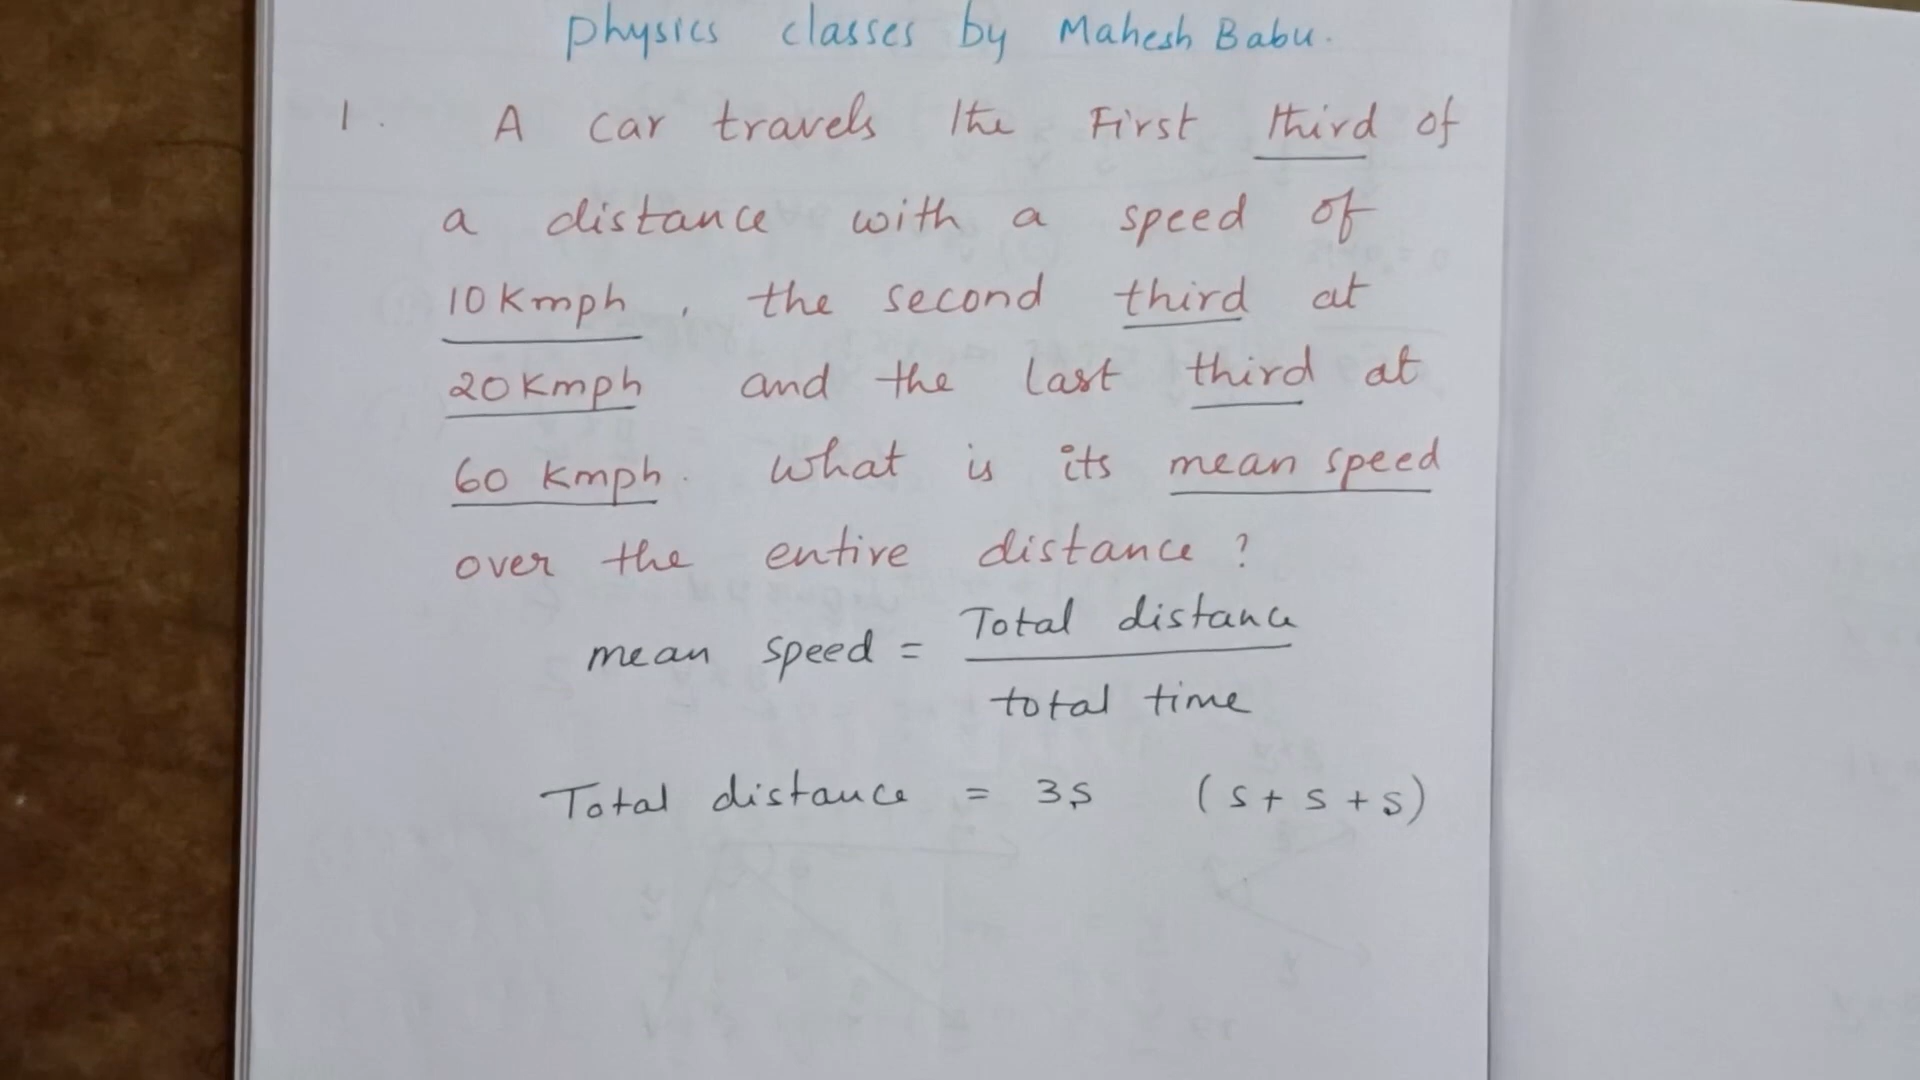 physics classes by Mahesh Babu.
1. A car travels the First third of
a distance with a speed of
10 Kmph, the second third at
20 Kmph and the last third at
60 Kmph. What is its mean speed
over the entire distance?
mean speed = Total distance
total time
Total distance = 3s (s + s + s)